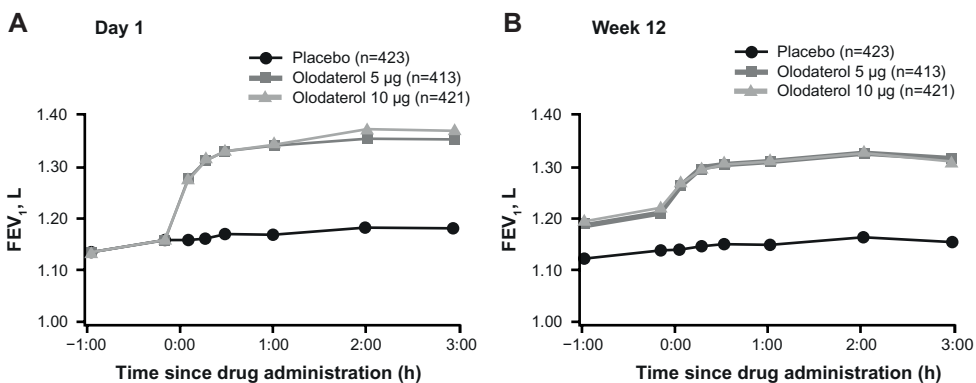 A Day 1
Placebo (n=423)
Olodaterol 5 µg (n=413)
Olodaterol 10 µg (n=421)
1.40
1.30
1.20
1.10
1.00
FEV1, L
−1:00 0:00 1:00 2:00 3:00
Time since drug administration (h)
B Week 12
Placebo (n=423)
Olodaterol 5 µg (n=413)
Olodaterol 10 µg (n=421)
1.40
1.30
1.20
1.10
1.00
FEV1, L
−1:00 0:00 1:00 2:00 3:00
Time since drug administration (h)